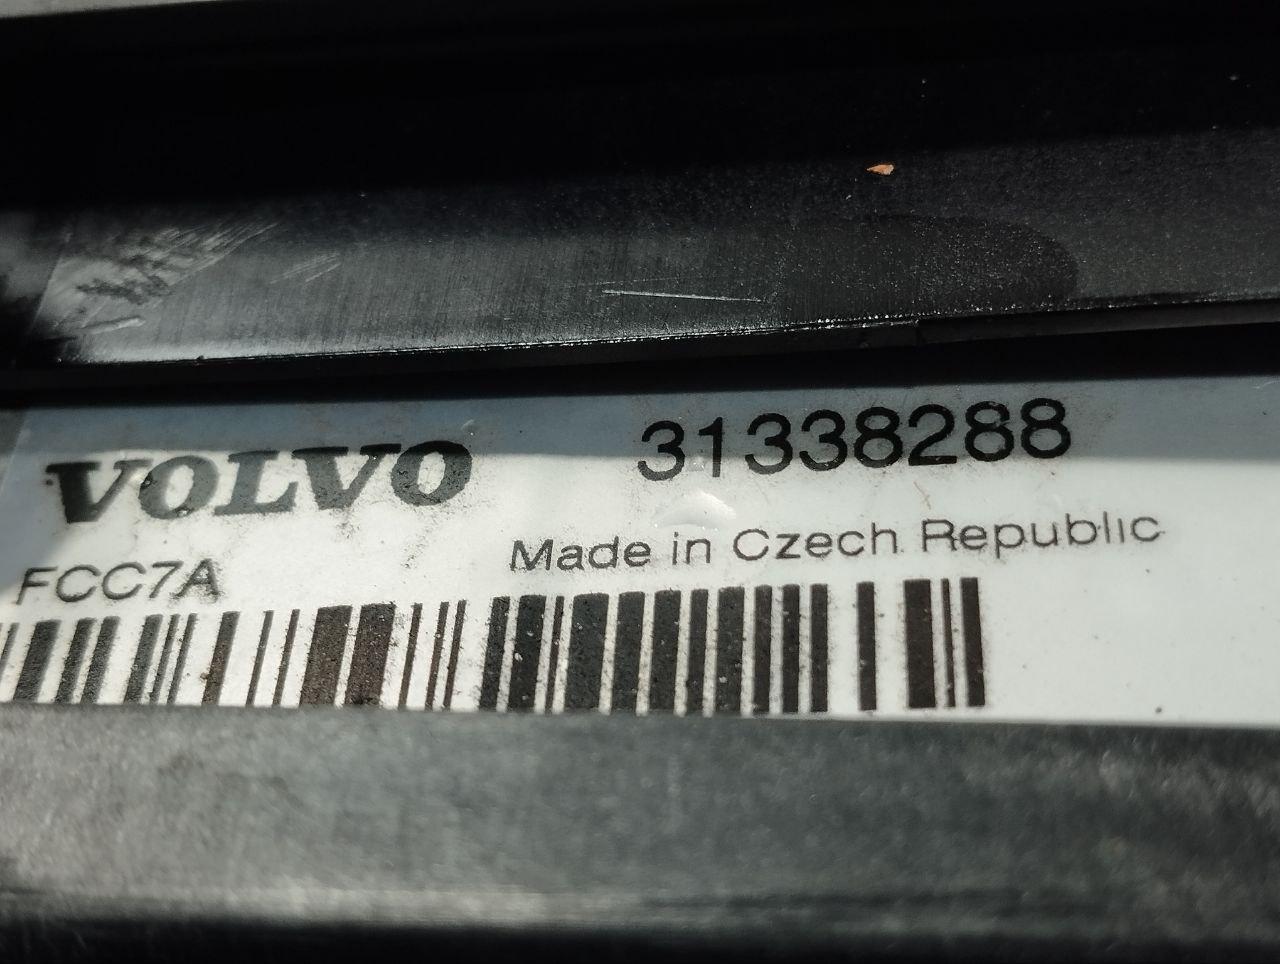 VOLVO 31338288
Made in Czech Republic
FCC7A